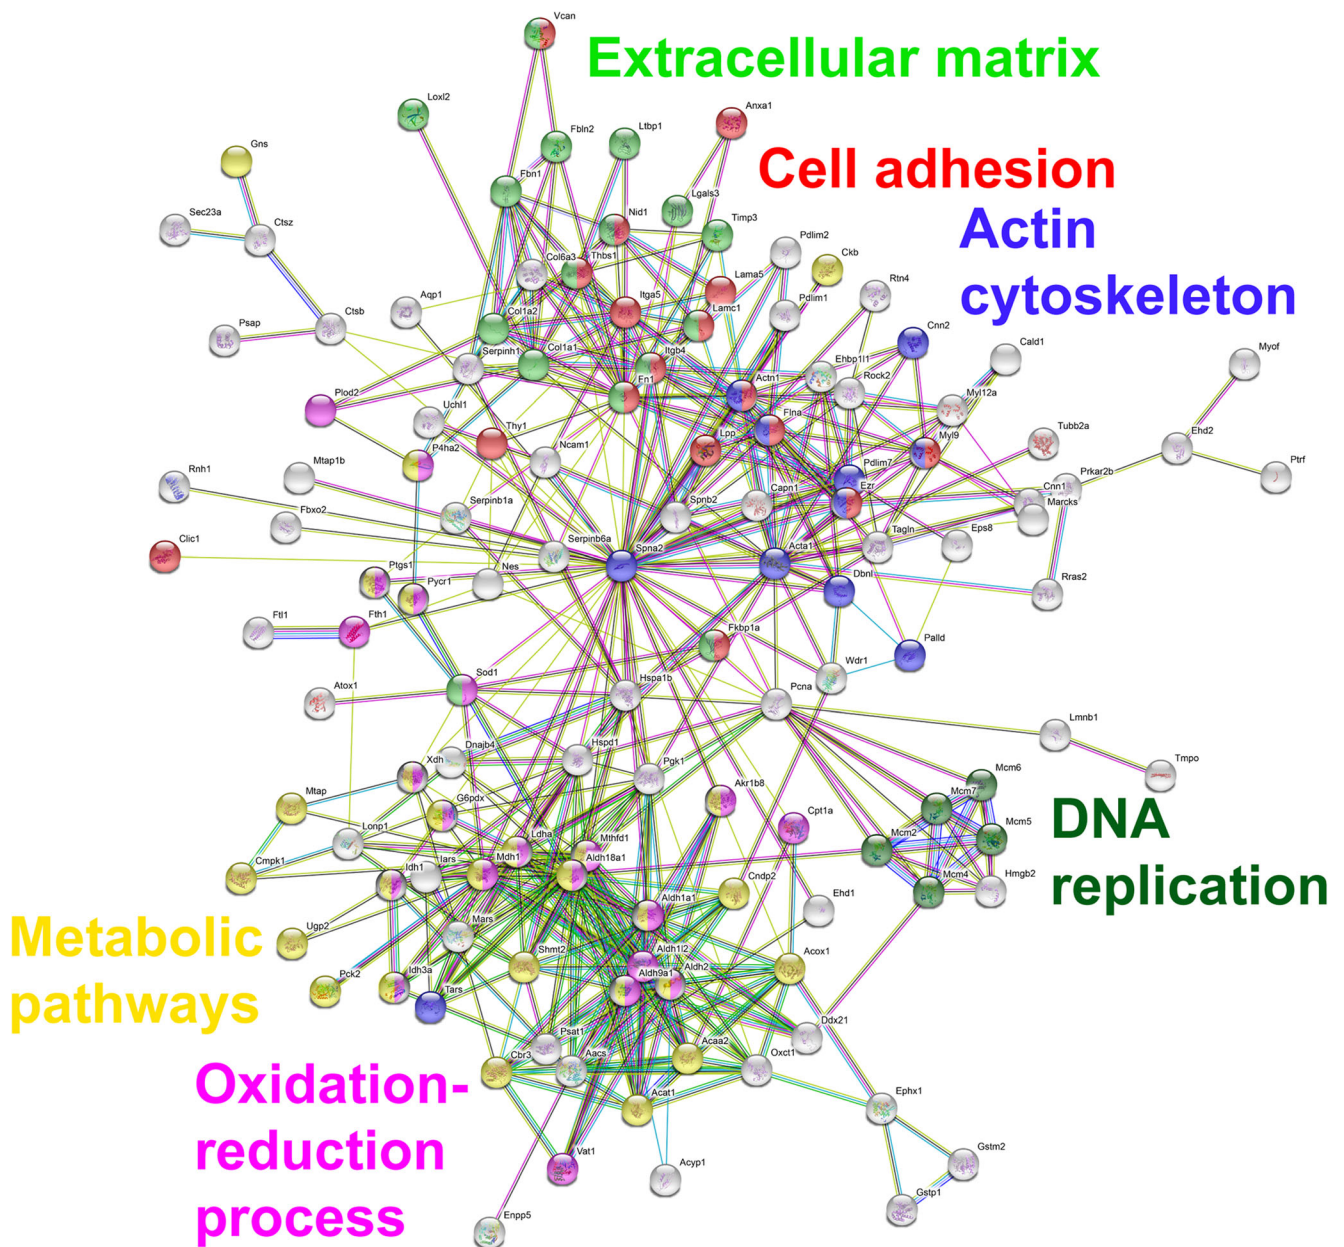 Vcan
Extracellular matrix
Loxl2
Anxa1
Ltbp1
Fbln2
Gns
Cell adhesion
Fbn1
Lgals3
Sec23a
Ctsz
Nid1
Timp3
Actin
cytoskeleton
Pdlim2
Col6a3
Thbs1
Ckb
Lama5
Rtn4
Aqp1
Itga5
Pdlim1
Psap
Ctsb
Col1a2
Lamc1
Cnn2
Cald1
Myof
Serpinh1
Col1a1
Itgb4
Ehbp1l1
Rock2
Plod2
Fn1
Actn1
Myl12a
Uchl1
Thy1
Flna
Tubb2a
Ehd2
P4ha2
Ncam1
Lpp
Myl9
Rnh1
Mtap1b
Pdlim7
Ptrf
Prkar2b
Serpinb1a
Spnb2
Capn1
Ezr
Cnn1
Marcks
Fbxo2
Clic1
Serpinb6a
Spna2
Acta1
Tagln
Eps8
Ptgs1
Pycr1
Nes
Dbnl
Rras2
Ftl1
Fth1
Fkbp1a
Wdr1
Palld
Atox1
Sod1
Hspa1b
Pcna
Lmnb1
Tmpo
Xdh
Dnajb4
Hspd1
Pgk1
Akr1b8
Mcm6
Mtap
G6pdx
Cpt1a
Mcm7
DNA
replication
Lonp1
Ldha
Mthfd1
Mcm2
Mcm5
Cmpk1
Idh1
Iars
Mdh1
Aldh18a1
Mcm4
Hmgb2
Cndp2
Aldh1a1
Ehd1
Metabolic
pathways
Ugp2
Mars
Shmt2
Aldh1l2
Aldh2
Acox1
Pck2
Idh3a
Tars
Aldh9a1
Ddx21
Oxidation-
reduction
process
Cbr3
Psat1
Aacs
Acaa2
Oxct1
Acat1
Ephx1
Vat1
Acyp1
Gstm2
Gstp1
Enpp5